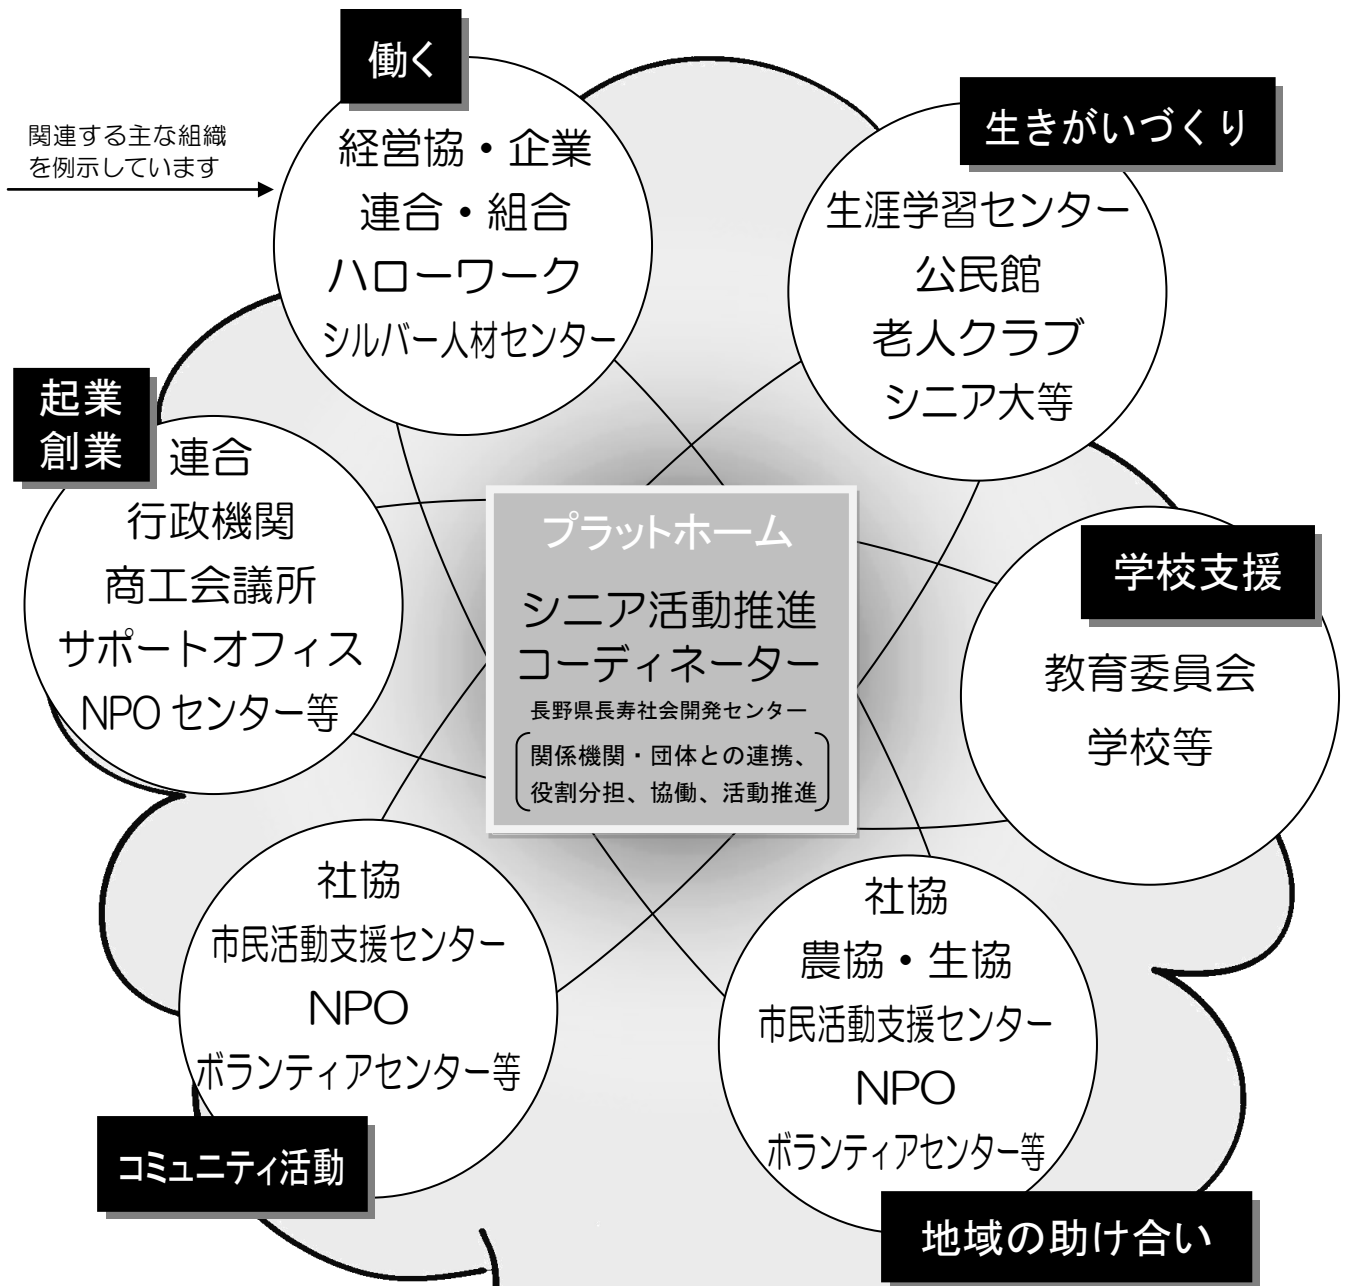 働く
関連する主な組織
を例示しています
経営協・企業
連合・組合
ハローワーク
シルバー人材センター
生きがいづくり
生涯学習センター
公民館
老人クラブ
シニア大等
起業
創業
連合
行政機関
商工会議所
サポートオフィス
NPOセンター等
プラットホーム
シニア活動推進
コーディネーター
長野県長寿社会開発センター
関係機関・団体との連携、
役割分担、協働、活動推進
学校支援
教育委員会
学校等
社協
市民活動支援センター
NPO
ボランティアセンター等
コミュニティ活動
社協
農協・生協
市民活動支援センター
NPO
ボランティアセンター等
地域の助け合い